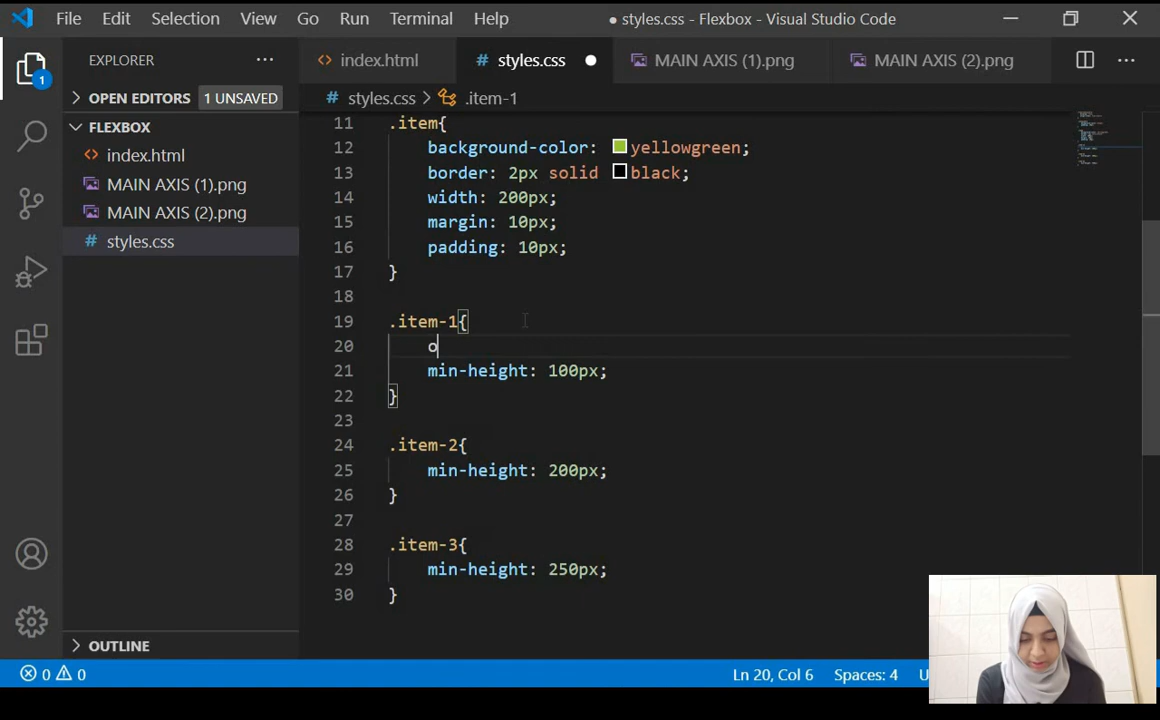 File Edit Selection View Go Run Terminal Help ● styles.css - Flexbox - Visual Studio Code
EXPLORER ···
index.html # styles.css ● MAIN AXIS (1).png MAIN AXIS (2).png ···
OPEN EDITORS 1 UNSAVED
# styles.css > .item-1
FLEXBOX
<> index.html
MAIN AXIS (1).png
MAIN AXIS (2).png
# styles.css
1
11 .item{
12 background-color: yellowgreen;
13 border: 2px solid black;
14 width: 200px;
15 margin: 10px;
16 padding: 10px;
17 }
18
19 .item-1{
20 o
21 min-height: 100px;
22 }
23
24 .item-2{
25 min-height: 200px;
26 }
27
28 .item-3{
29 min-height: 250px;
30 }
OUTLINE
0 0 Ln 20, Col 6 Spaces: 4 U